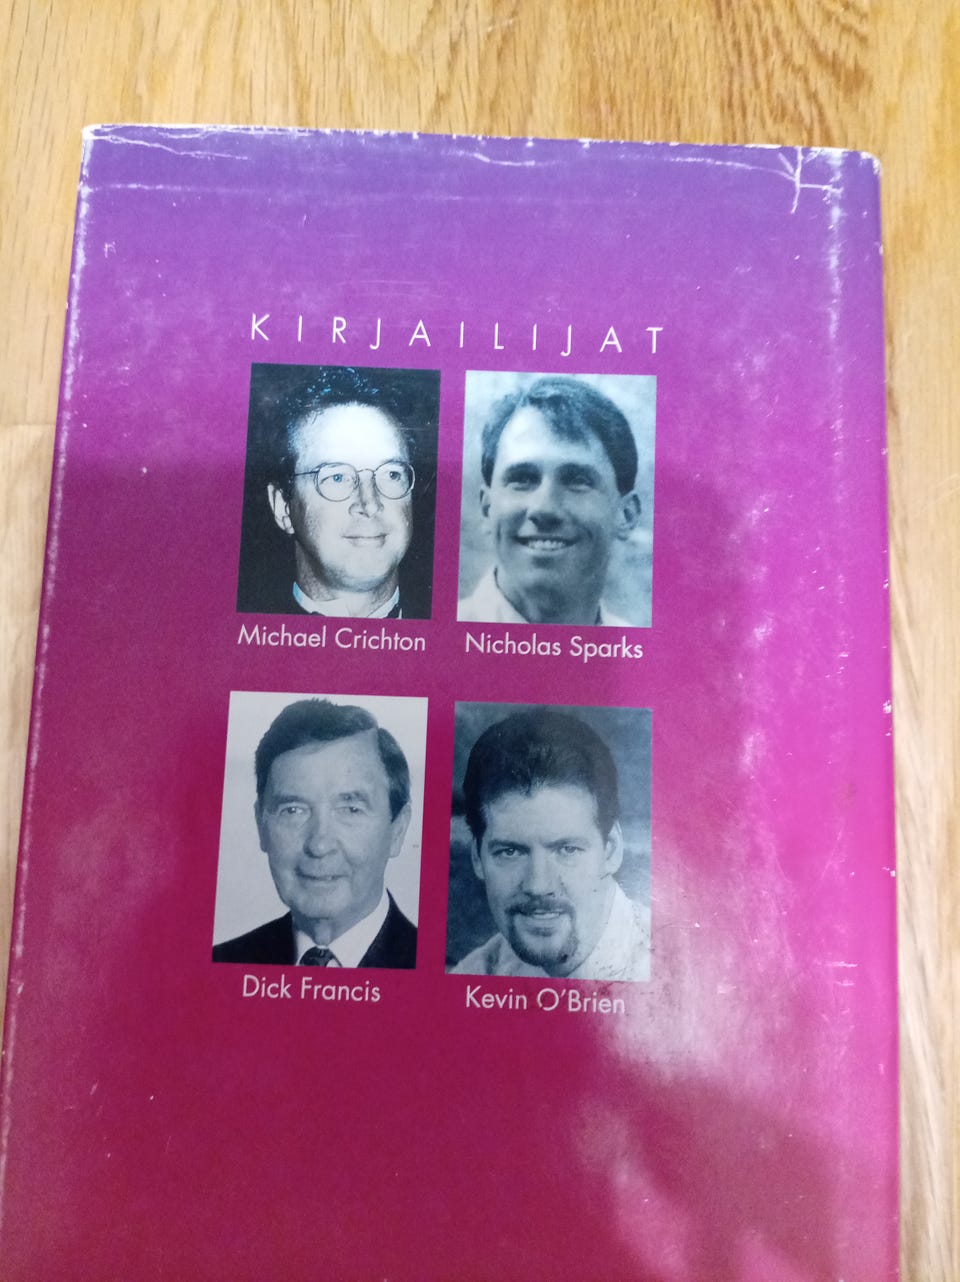 KIRJAILIJAT
Michael Crichton
Nicholas Sparks
Dick Francis
Kevin O'Brien